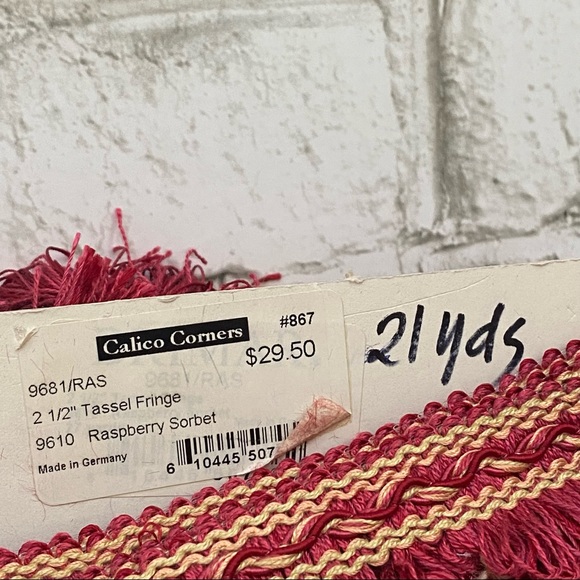 #867
Calico Corners
$29.50
9681/RAS
2 1/2" Tassel Fringe
9610 Raspberry Sorbet
Made in Germany
6 10445 507
21 yds